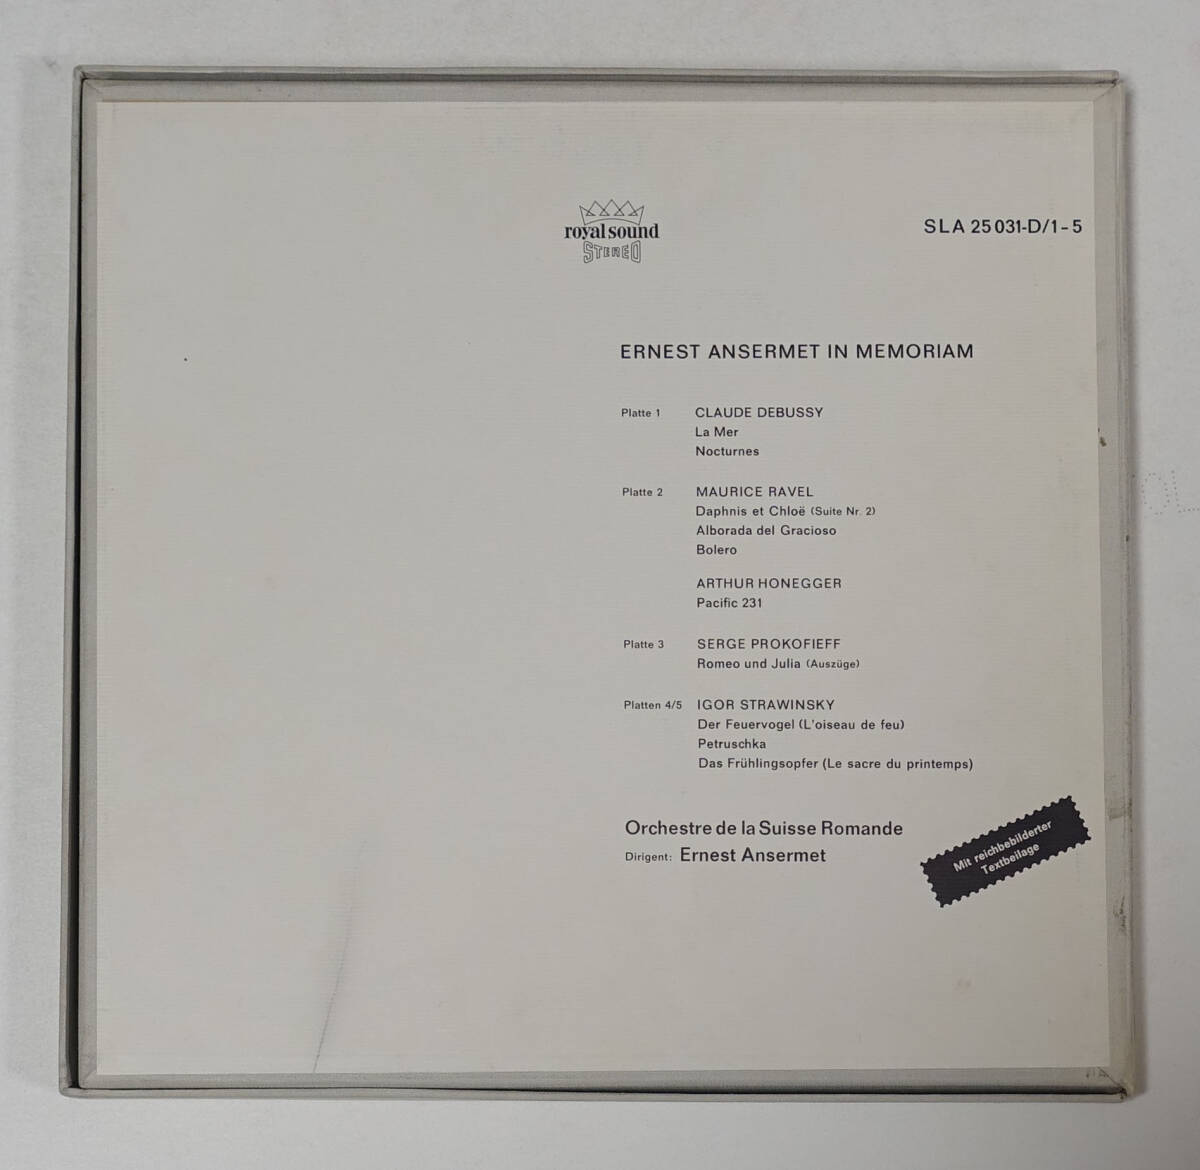 royal sound
STEREO
SLA 25 031-D/1-5
ERNEST ANSERMET IN MEMORIAM
Platte 1 CLAUDE DEBUSSY
La Mer
Nocturnes
Platte 2 MAURICE RAVEL
Daphnis et Chloë (Suite Nr. 2)
Alborada del Gracioso
Bolero
ARTHUR HONEGGER
Pacific 231
Platte 3 SERGE PROKOFIEFF
Romeo und Julia (Auszüge)
Platten 4/5 IGOR STRAWINSKY
Der Feuervogel (L'oiseau de feu)
Petruschka
Das Frühlingsopfer (Le sacre du printemps)
Orchestre de la Suisse Romande
Dirigent: Ernest Ansermet
Mit reichbebilderter
Textbeilage